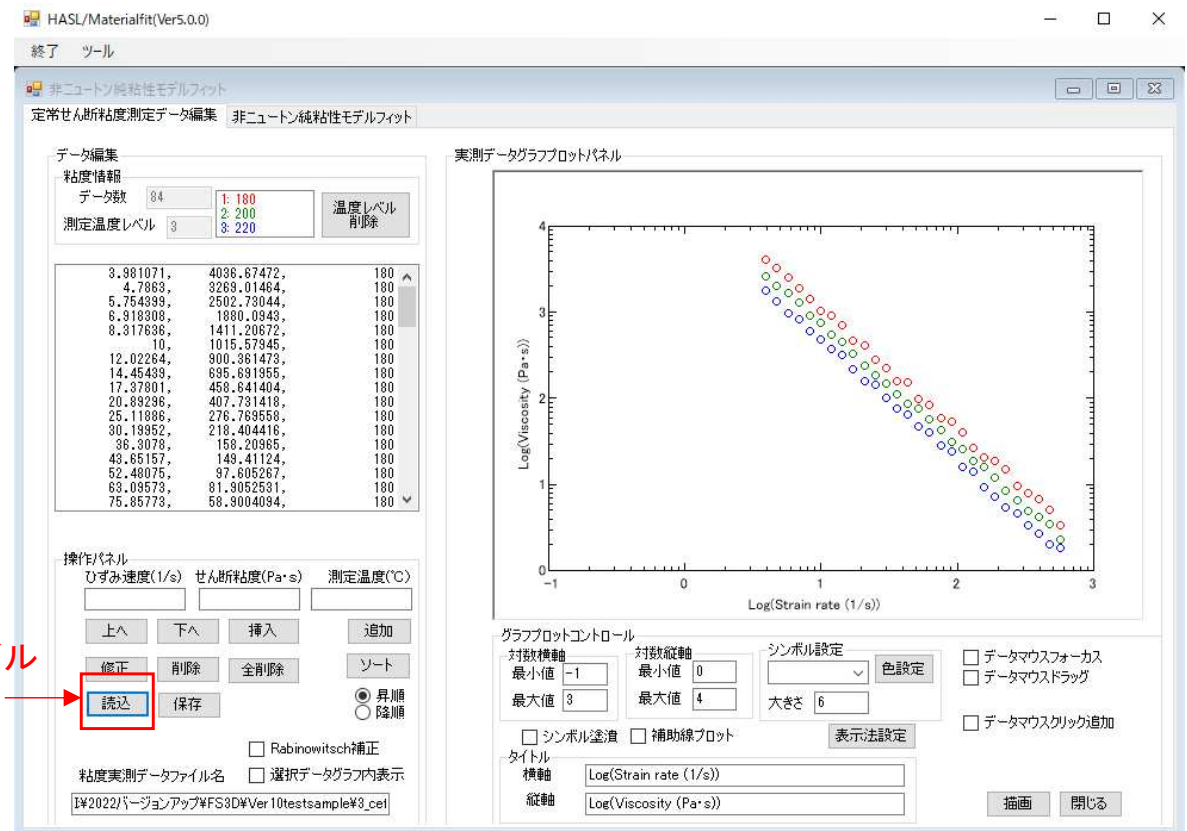 HASL/Materialfit(Ver5.0.0)
終了 ツール
非ニュートン純粘性モデルフィット
定常せん断粘度測定データ編集 非ニュートン純粘性モデルフィット
データ編集
粘度情報
データ数 84
測定温度レベル 3
1: 180
2: 200
3: 220
温度レベル
削除
3.981071, 4036.67472, 180
4.7863, 3269.01464, 180
5.754399, 2502.73044, 180
6.918308, 1880.0943, 180
8.317636, 1411.20672, 180
10, 1015.57945, 180
12.02264, 900.361473, 180
14.45439, 695.691955, 180
17.37801, 458.641404, 180
20.89296, 407.731418, 180
25.11886, 276.769558, 180
30.19952, 218.404416, 180
36.3078, 158.20965, 180
43.65157, 149.41124, 180
52.48075, 97.605267, 180
63.09573, 81.9052531, 180
75.85773, 58.9004094, 180
操作パネル
ひずみ速度(1/s) せん断粘度(Pa・s) 測定温度(℃)
上へ 下へ 挿入 追加
修正 削除 全削除 ソート
読込 保存
昇順
降順
ル
Rabinowitsch補正
粘度実測データファイル名 選択データグラフ内表示
I¥2022バージョンアップ¥FS3D¥Ver10testsample¥3_cef
実測データグラフプロットパネル
4
3
2
1
0
Log(Viscosity (Pa・s))
-1 0 1 2 3
Log(Strain rate (1/s))
グラフプロットコントロール
対数横軸
最小値 -1
最大値 3
対数縦軸
最小値 0
最大値 4
シンボル設定
色設定
大きさ 6
データマウスフォーカス
データマウスドラッグ
データマウスクリック追加
シンボル塗潰 補助線プロット 表示法設定
タイトル
横軸 Log(Strain rate (1/s))
縦軸 Log(Viscosity (Pa・s))
描画 閉じる